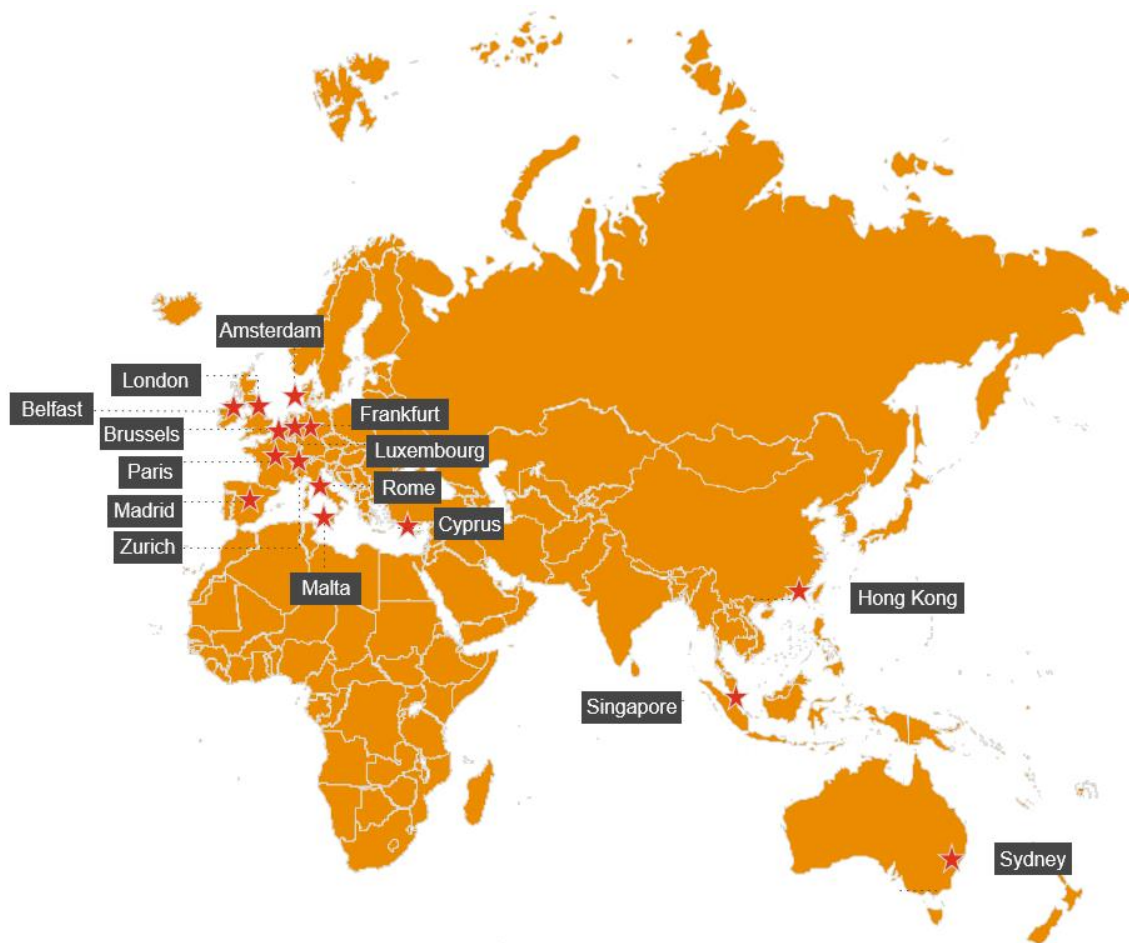 Amsterdam
London
Belfast
Frankfurt
Brussels
Luxembourg
Paris
Rome
Madrid
Cyprus
Zurich
Malta
Hong Kong
Singapore
Sydney